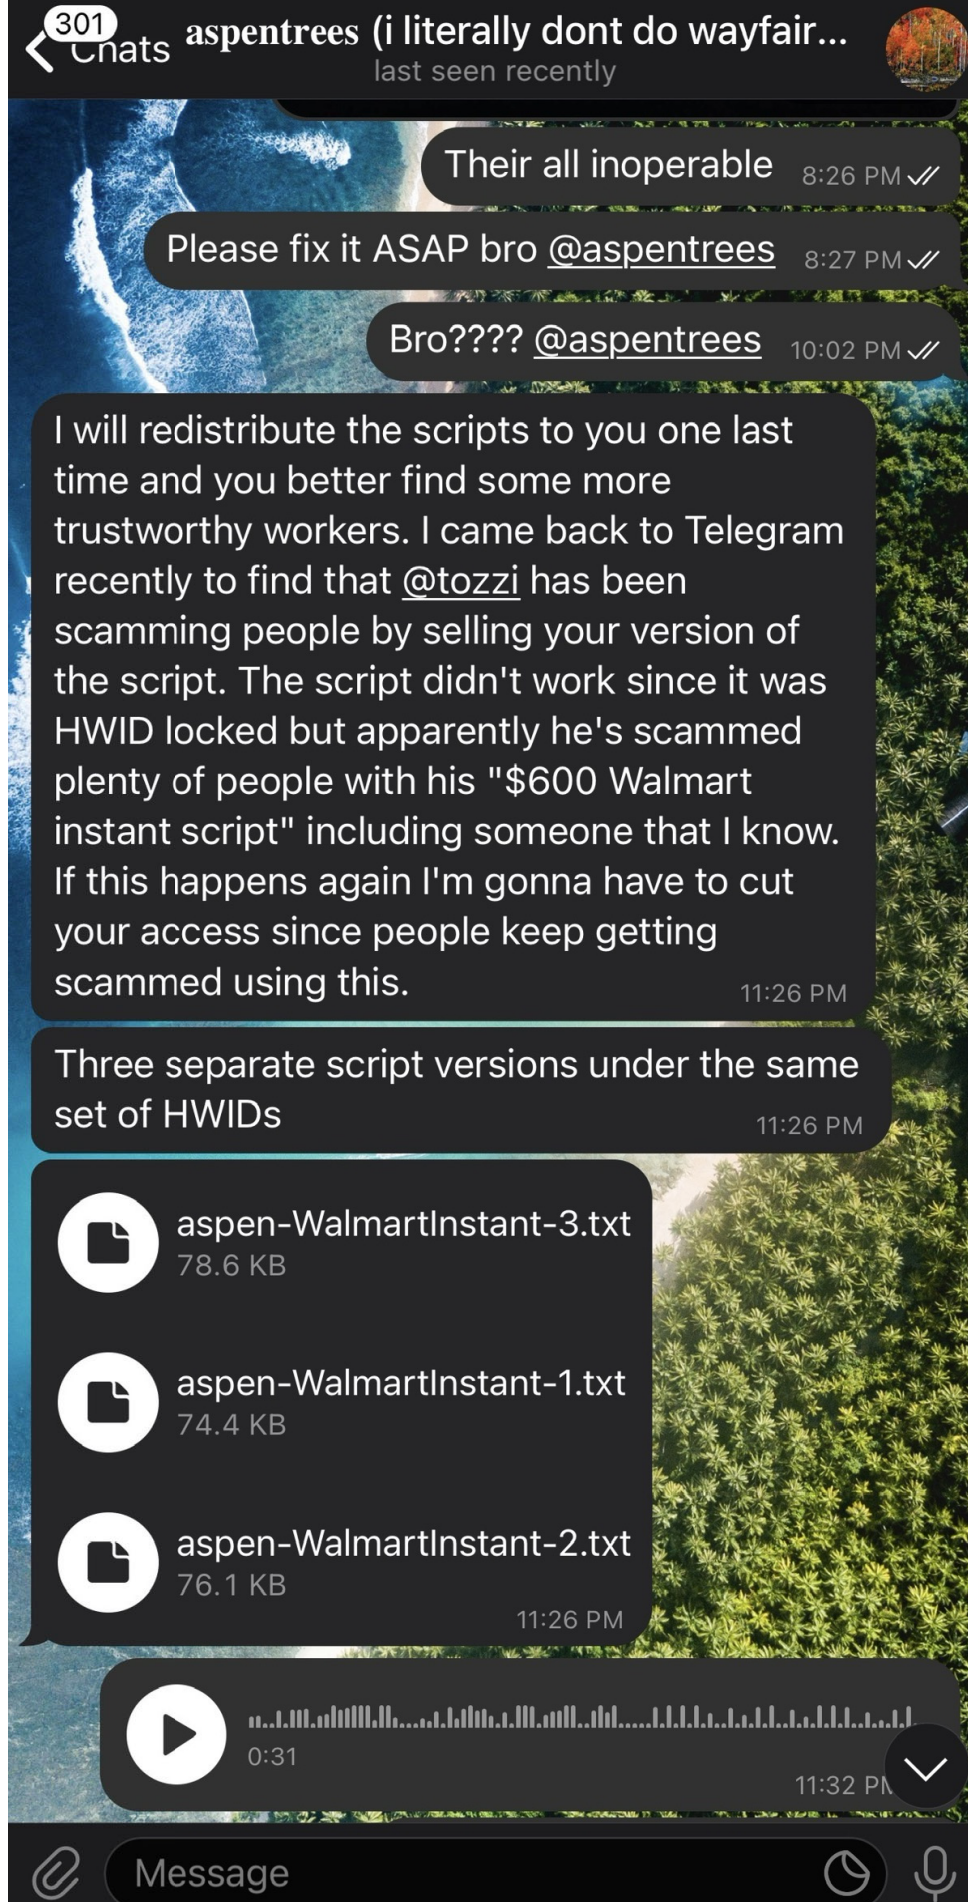 301
Chats
aspentrees (i literally dont do wayfair...
last seen recently
Their all inoperable 8:26 PM
Please fix it ASAP bro @aspentrees 8:27 PM
Bro???? @aspentrees 10:02 PM
I will redistribute the scripts to you one last
time and you better find some more
trustworthy workers. I came back to Telegram
recently to find that @tozzi has been
scamming people by selling your version of
the script. The script didn't work since it was
HWID locked but apparently he's scammed
plenty of people with his "$600 Walmart
instant script" including someone that I know.
If this happens again I'm gonna have to cut
your access since people keep getting
scammed using this. 11:26 PM
Three separate script versions under the same
set of HWIDs 11:26 PM
aspen-WalmartInstant-3.txt
78.6 KB
aspen-WalmartInstant-1.txt
74.4 KB
aspen-WalmartInstant-2.txt
76.1 KB
11:26 PM
0:31
11:32 PM
Message